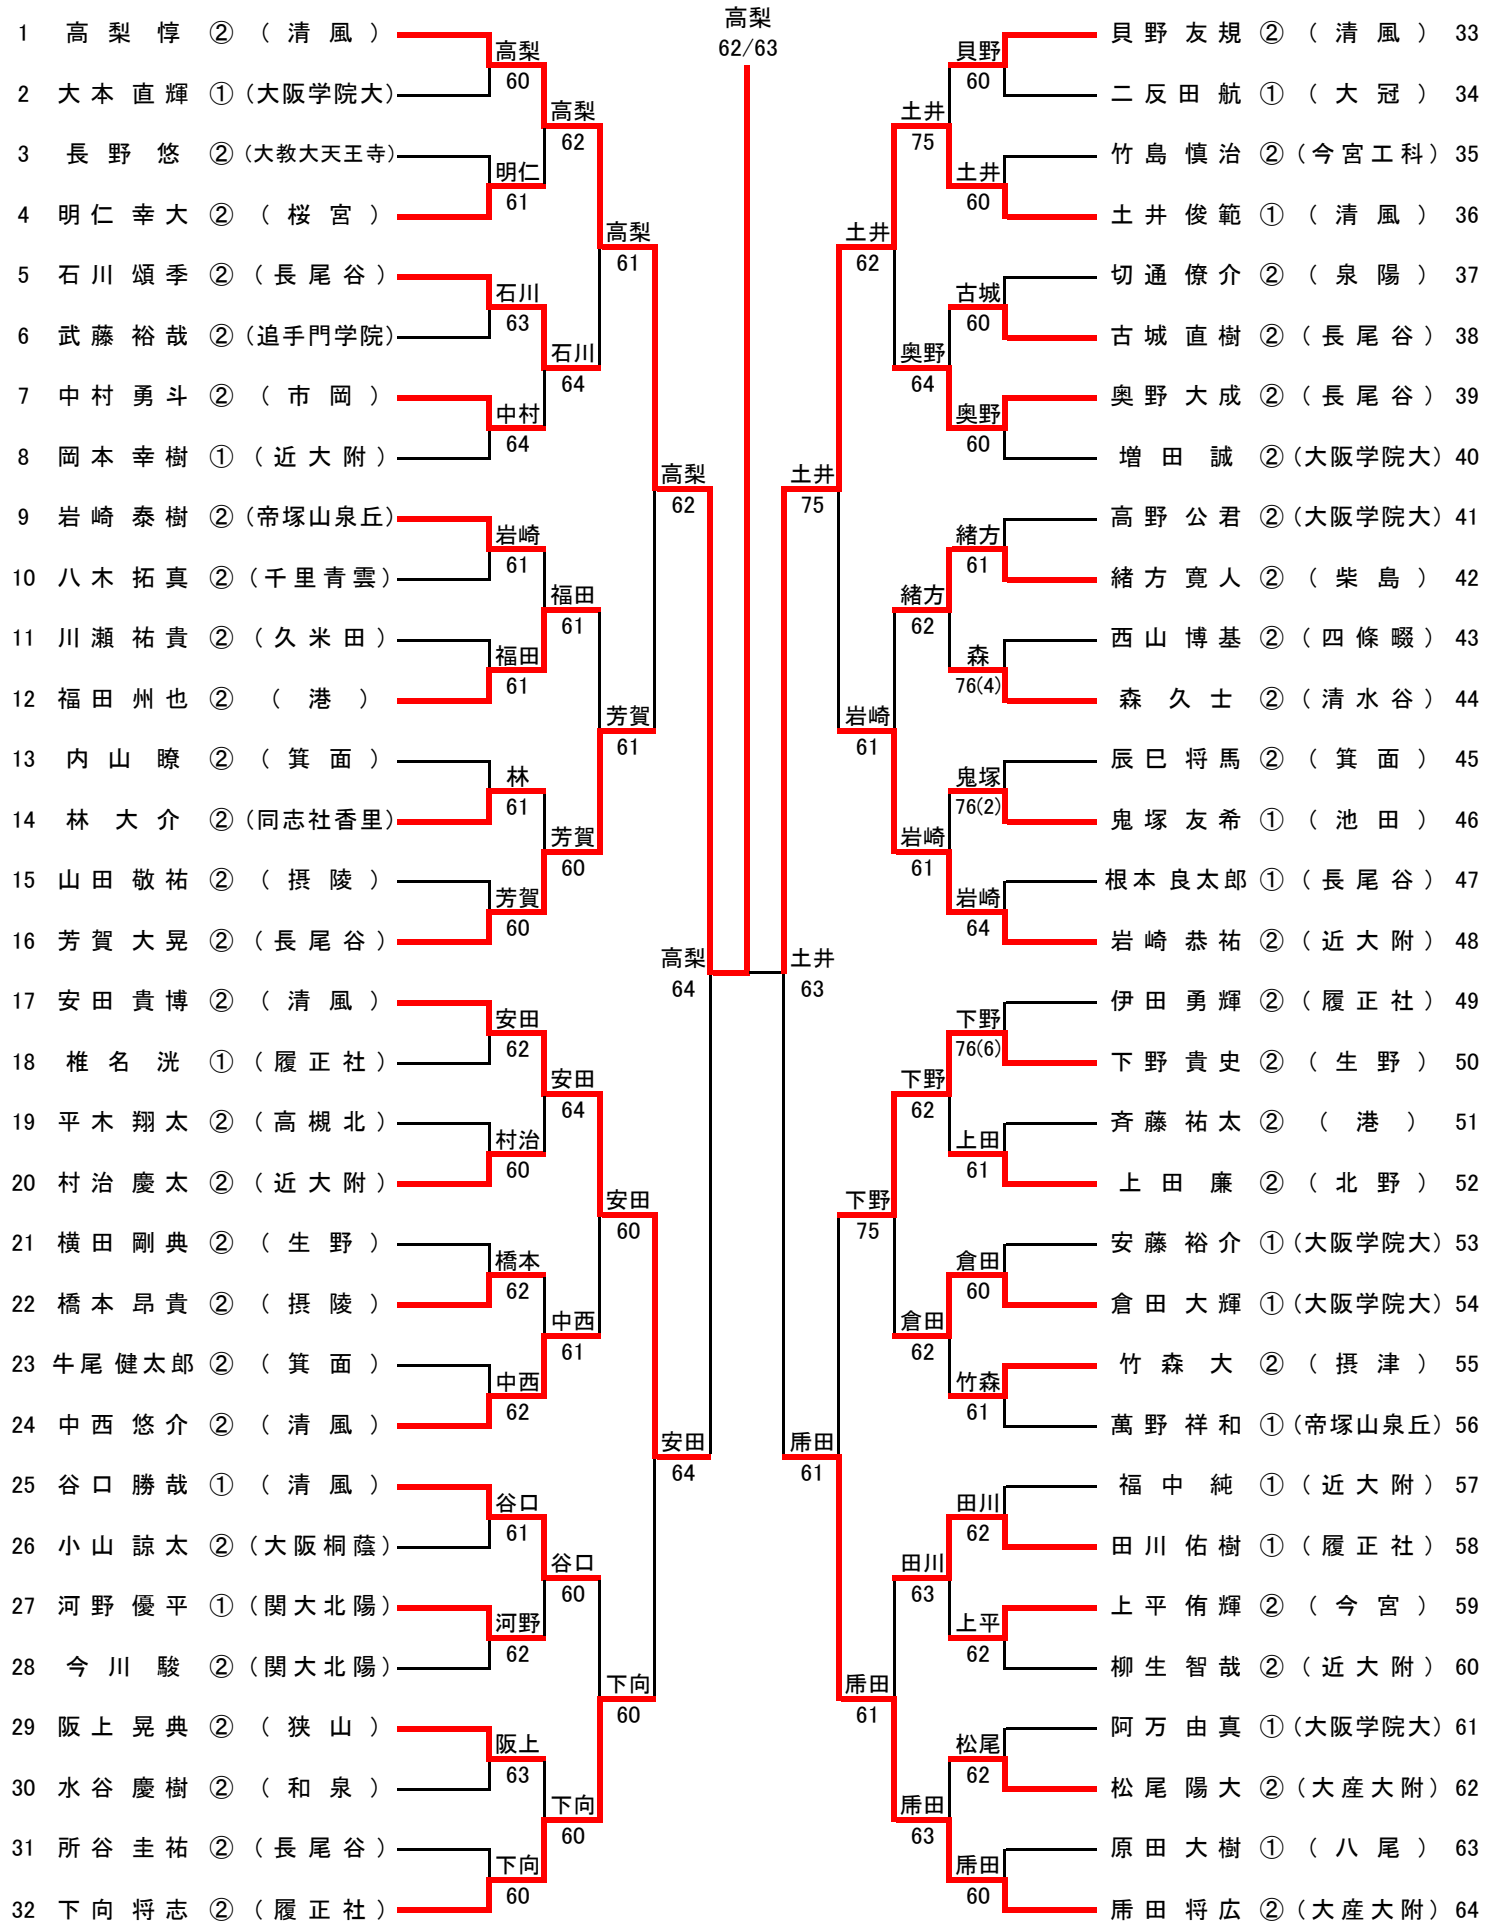 高梨
62/63
1 高梨 惇 ② （清風）
2 大本 直輝 ① （大阪学院大）
3 長野 悠 ② （大教大天王寺）
4 明仁 幸大 ② （桜宮）
5 石川 頌季 ② （長尾谷）
6 武藤 裕哉 ② （追手門学院）
7 中村 勇斗 ② （市岡）
8 岡本 幸樹 ① （近大附）
9 岩崎 泰樹 ② （帝塚山泉丘）
10 八木 拓真 ② （千里青雲）
11 川瀬 祐貴 ② （久米田）
12 福田 州也 ② （港）
13 内山 瞭 ② （箕面）
14 林 大介 ② （同志社香里）
15 山田 敬祐 ② （摂陵）
16 芳賀 大晃 ② （長尾谷）
17 安田 貴博 ② （清風）
18 椎名 洸 ① （履正社）
19 平木 翔太 ② （高槻北）
20 村治 慶太 ② （近大附）
21 横田 剛典 ② （生野）
22 橋本 昂貴 ② （摂陵）
23 牛尾 健太郎 ② （箕面）
24 中西 悠介 ② （清風）
25 谷口 勝哉 ① （清風）
26 小山 諒太 ② （大阪桐蔭）
27 河野 優平 ① （関大北陽）
28 今川 駿 ② （関大北陽）
29 阪上 晃典 ② （狭山）
30 水谷 慶樹 ② （和泉）
31 所谷 圭祐 ② （長尾谷）
32 下向 将志 ② （履正社）
高梨
60
明仁
61
石川
63
中村
64
岩崎
61
福田
61
林
61
芳賀
60
安田
62
村治
60
橋本
62
中西
62
谷口
61
河野
62
阪上
63
下向
60
高梨
62
石川
64
福田
61
芳賀
60
安田
64
中西
61
谷口
60
下向
60
高梨
61
芳賀
61
安田
60
下向
60
高梨
62
安田
64
高梨
64
土井
63
土井
75
帍田
61
土井
62
岩崎
61
下野
75
帍田
61
土井
75
奥野
64
緒方
62
岩崎
61
下野
62
倉田
62
田川
63
帍田
63
貝野
60
土井
60
古城
60
奥野
60
緒方
61
森
76(4)
鬼塚
76(2)
岩崎
64
下野
76(6)
上田
61
倉田
60
竹森
61
田川
62
上平
62
松尾
62
帍田
60
貝野 友規 ② （清風） 33
二反田 航 ① （大冠） 34
竹島 慎治 ② （今宮工科） 35
土井 俊範 ① （清風） 36
切通 僚介 ② （泉陽） 37
古城 直樹 ② （長尾谷） 38
奥野 大成 ② （長尾谷） 39
増田 誠 ② （大阪学院大） 40
高野 公君 ② （大阪学院大） 41
緒方 寛人 ② （柴島） 42
西山 博基 ② （四條畷） 43
森 久士 ② （清水谷） 44
辰巳 将馬 ② （箕面） 45
鬼塚 友希 ① （池田） 46
根本 良太郎 ① （長尾谷） 47
岩崎 恭祐 ② （近大附） 48
伊田 勇輝 ② （履正社） 49
下野 貴史 ② （生野） 50
斉藤 祐太 ② （港） 51
上田 廉 ② （北野） 52
安藤 裕介 ① （大阪学院大） 53
倉田 大輝 ① （大阪学院大） 54
竹森 大 ② （摂津） 55
萬野 祥和 ① （帝塚山泉丘） 56
福中 純 ① （近大附） 57
田川 佑樹 ① （履正社） 58
上平 侑輝 ② （今宮） 59
柳生 智哉 ② （近大附） 60
阿万 由真 ① （大阪学院大） 61
松尾 陽大 ② （大産大附） 62
原田 大樹 ① （八尾） 63
帍田 将広 ② （大産大附） 64